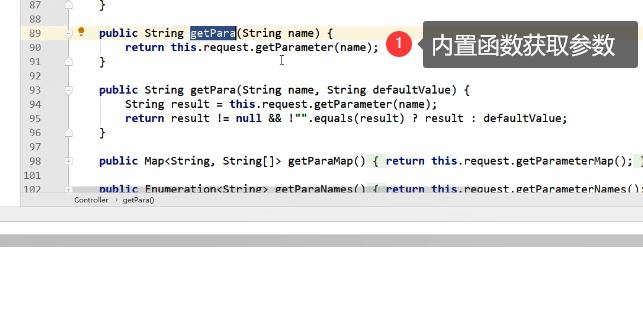 87 }
89 public String getPara(String name) {
90 return this.request.getParameter(name);
1 内置函数获取参数
91 }
92
93 public String getPara(String name, String defaultValue) {
94 String result = this.request.getParameter(name);
95 return result != null && !"".equals(result) ? result : defaultValue;
96 }
97
98 public Map<String, String[]> getParaMap() { return this.request.getParameterMap(); }
101
102 public Enumeration<String> getParaNames() { return this.request.getParameterNames();
Controller › getPara()